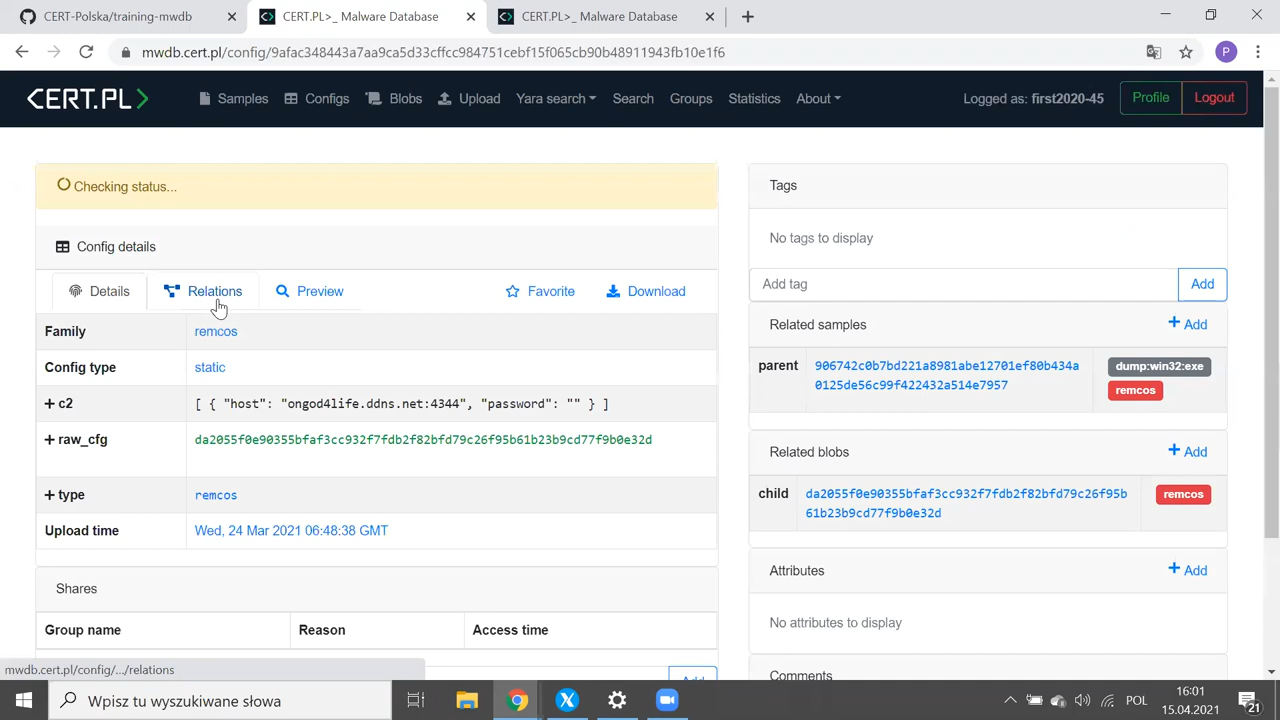 CERT-Polska/training-mwdb
CERT.PL>_ Malware Database
CERT.PL>_ Malware Database
mwdb.cert.pl/config/9afac348443a7aa9ca5d33cffcc984751cebf15f065cb90b48911943fb10e1f6
P
CERT.PL
Samples
Configs
Blobs
Upload
Yara search
Search
Groups
Statistics
About
Logged as: first2020-45
Profile
Logout
Checking status...
Config details
Details
Relations
Preview
Favorite
Download
Family remcos
Config type static
+ c2 [ { "host": "ongod4life.ddns.net:4344", "password": "" } ]
+ raw_cfg da2055f0e90355bfaf3cc932f7fdb2f82bfd79c26f95b61b23b9cd77f9b0e32d
+ type remcos
Upload time Wed, 24 Mar 2021 06:48:38 GMT
Shares
Group name Reason Access time
Add
Tags
No tags to display
Add tag
Add
Related samples
+ Add
parent
906742c0b7bd221a8981abe12701ef80b434a
0125de56c99f422432a514e7957
dump:win32:exe
remcos
Related blobs
+ Add
child
da2055f0e90355bfaf3cc932f7fdb2f82bfd79c26f95b
61b23b9cd77f9b0e32d
remcos
Attributes
+ Add
No attributes to display
Comments
mwdb.cert.pl/config/.../relations
Wpisz tu wyszukiwane słowa
POL
16:01
15.04.2021
21